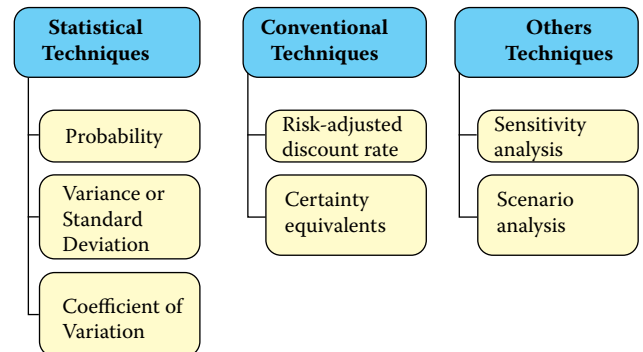 Statistical
Techniques
Probability
Variance or
Standard
Deviation
Coefficient of
Variation
Conventional
Techniques
Risk-adjusted
discount rate
Certainty
equivalents
Others
Techniques
Sensitivity
analysis
Scenario
analysis